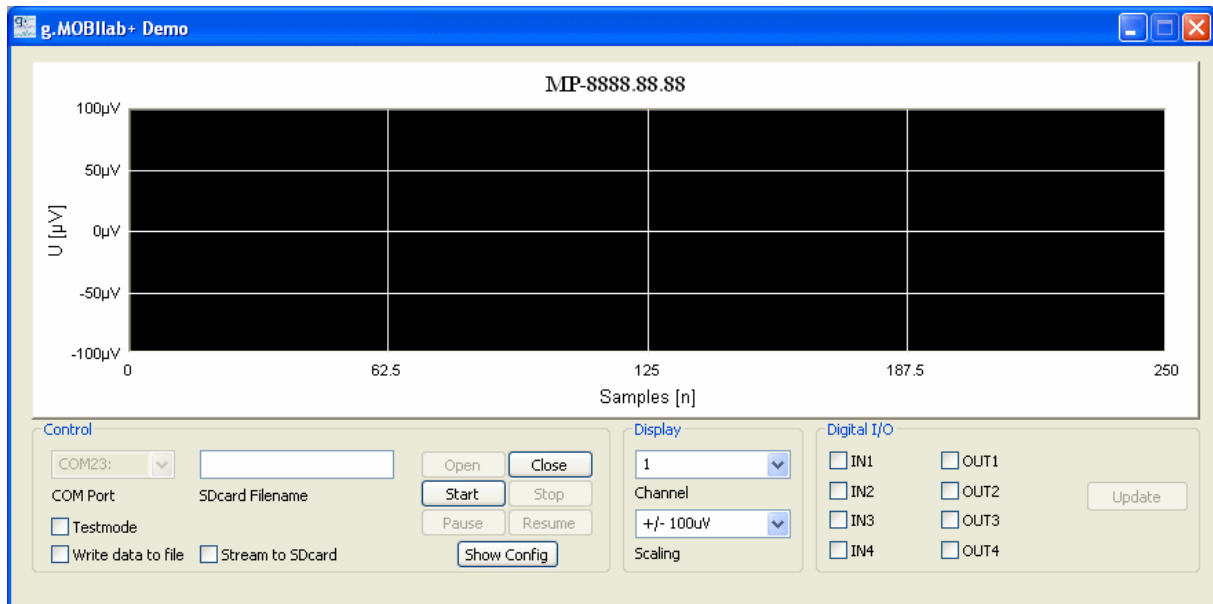 g.MOBIlab+ Demo
MP-8888.88.88
100µV
50µV
0µV
-50µV
-100µV
U [µV]
0 62.5 125 187.5 250
Samples [n]
Control
COM23:
COM Port
SDcard Filename
Open Close
Start Stop
Pause Resume
Show Config
Testmode
Write data to file
Stream to SDcard
Display
1
Channel
+/- 100uV
Scaling
Digital I/O
IN1 OUT1
IN2 OUT2
IN3 OUT3
IN4 OUT4
Update